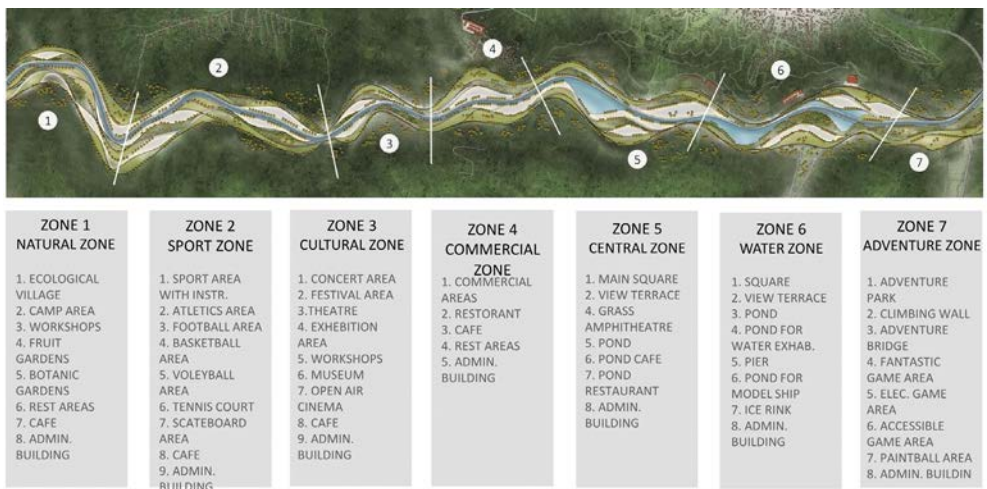 4
2
6
1
3
5
7
ZONE 1
NATURAL ZONE
1. ECOLOGICAL
VILLAGE
2. CAMP AREA
3. WORKSHOPS
4. FRUIT
GARDENS
5. BOTANIC
GARDENS
6. REST AREAS
7. CAFE
8. ADMIN.
BUILDING
ZONE 2
SPORT ZONE
1. SPORT AREA
WITH INSTR.
2. ATLETICS AREA
3. FOOTBALL AREA
4. BASKETBALL
AREA
5. VOLEYBALL
AREA
6. TENNIS COURT
7. SCATEBOARD
AREA
8. CAFE
9. ADMIN.
BUILDING
ZONE 3
CULTURAL ZONE
1. CONCERT AREA
2. FESTIVAL AREA
3.THEATRE
4. EXHEBITION
AREA
5. WORKSHOPS
6. MUSEUM
7. OPEN AIR
CINEMA
8. CAFE
9. ADMIN.
BUILDING
ZONE 4
COMMERCIAL
ZONE
1. COMMERCIAL
AREAS
2. RESTORANT
3. CAFE
4. REST AREAS
5. ADMIN.
BUILDING
ZONE 5
CENTRAL ZONE
1. MAIN SQUARE
2. VIEW TERRACE
4. GRASS
AMPHITHEATRE
5. POND
6. POND CAFE
7. POND
RESTAURANT
8. ADMIN.
BUILDING
ZONE 6
WATER ZONE
1. SQUARE
2. VIEW TERRACE
3. POND
4. POND FOR
WATER EXHAB.
5. PIER
6. POND FOR
MODEL SHIP
7. ICE RINK
8. ADMIN.
BUILDING
ZONE 7
ADVENTURE ZONE
1. ADVENTURE
PARK
2. CLIMBING WALL
3. ADVENTURE
BRIDGE
4. FANTASTIC
GAME AREA
5. ELEC. GAME
AREA
6. ACCESSIBLE
GAME AREA
7. PAINTBALL AREA
8. ADMIN. BUILDIN